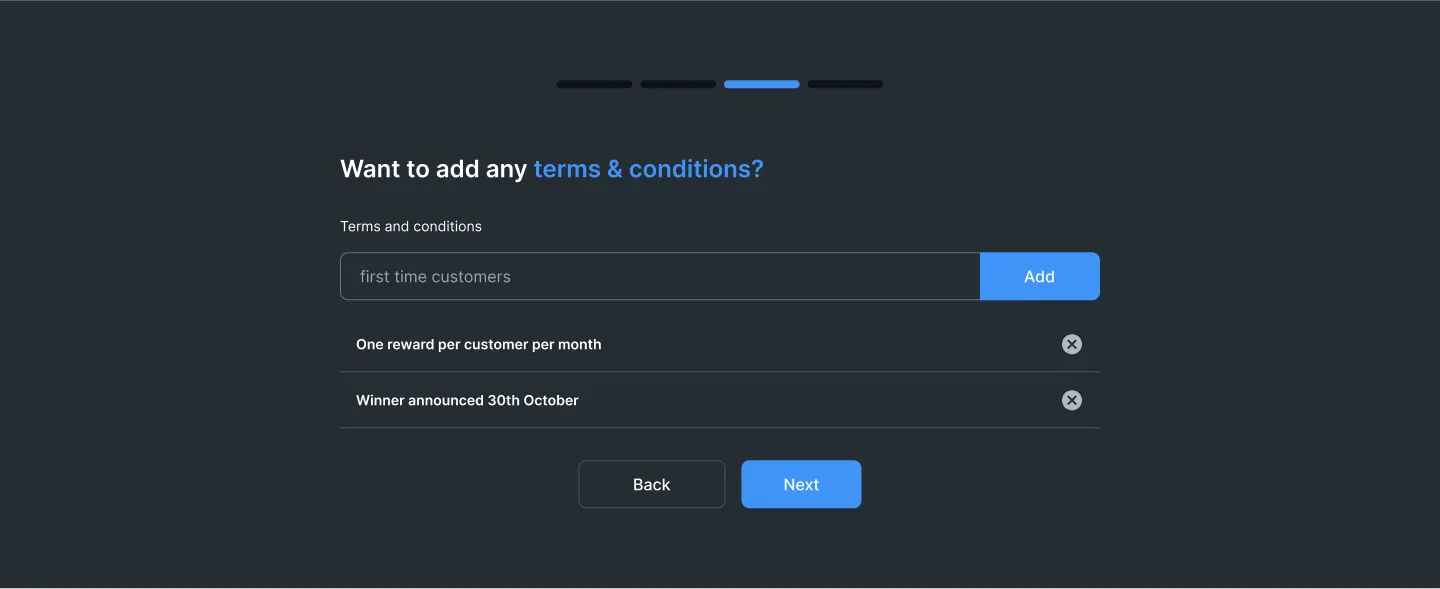 Want to add any terms & conditions?
Terms and conditions
first time customers
Add
One reward per customer per month
Winner announced 30th October
Back
Next